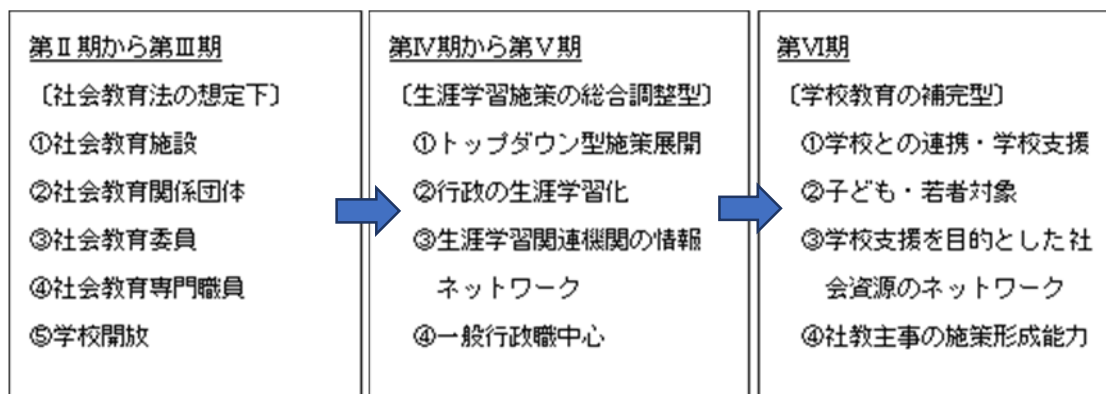 第Ⅱ期から第Ⅲ期
〔社会教育法の想定下〕
①社会教育施設
②社会教育関係団体
③社会教育委員
④社会教育専門職員
⑤学校開放
第Ⅳ期から第Ⅴ期
〔生涯学習施策の総合調整型〕
①トップダウン型施策展開
②行政の生涯学習化
③生涯学習関連機関の情報
ネットワーク
④一般行政職中心
第Ⅵ期
〔学校教育の補完型〕
①学校との連携・学校支援
②子ども・若者対象
③学校支援を目的とした社
会資源のネットワーク
④社教主事の施策形成能力